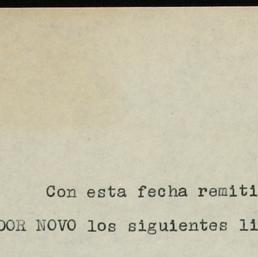 Con esta fecha remiti
DOR NOVO los siguientes li